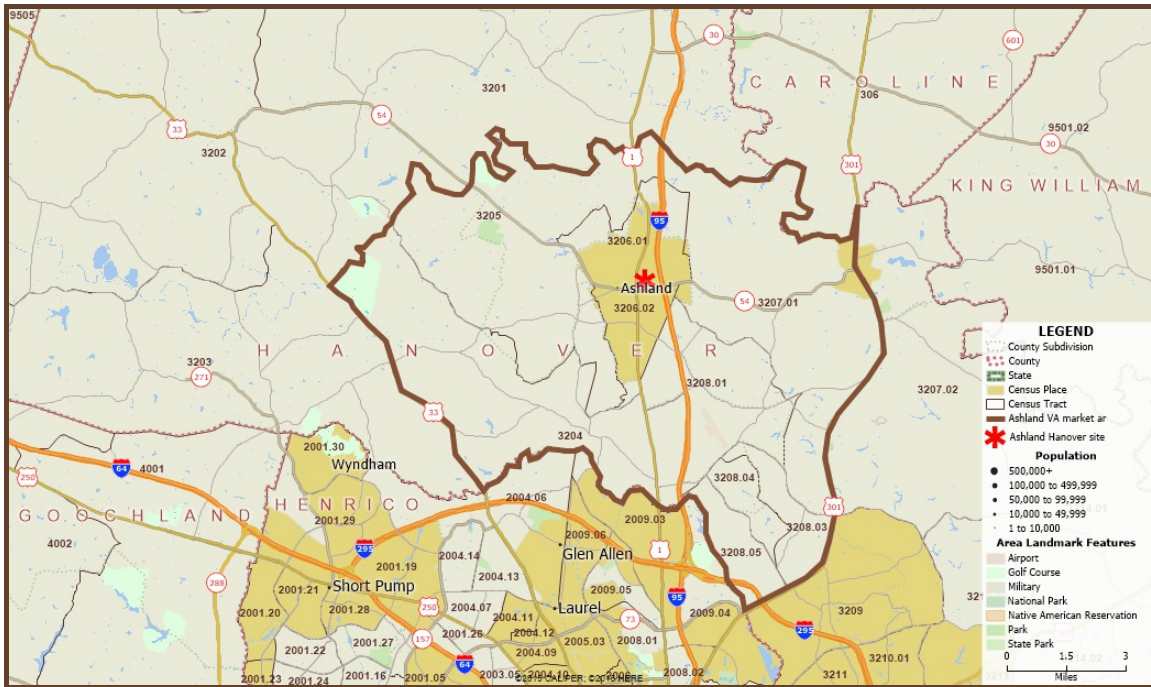 9505
30
601
CAROLINE
3201
306
54
9501.02
33
1
301
30
3202
KING WILLIAM
3205
95
3206.01
9501.01
Ashland
54
3207.01
3206.02
HANOVER
3203
271
3208.01
3207.02
33
3204
2001.30
Wyndham
64
4001
250
HENRICO
2004.06
3208.04
301
GOOCHLAND
2001.29
2009.03
3208.03
4002
295
2009.06
1
3208.05
2004.14
Glen Allen
2001.19
2004.13
288
2001.21
Short Pump
2009.05
95
2001.20
2001.28
250
2004.07
Laurel
2009.04
3209
2004.11
73
295
157
2001.26
2004.12
2001.27
2005.03
2008.01
2001.22
2004.09
64
3210.01
2001.23
2001.24
2001.16
2001.05
2003.05
2004.10
2008.02
3211
©2015 CALIPER; ©2015 HERE
LEGEND
County Subdivision
County
State
Census Place
Census Tract
Ashland VA market ar
Ashland Hanover site
Population
500,000+
100,000 to 499,999
50,000 to 99,999
10,000 to 49,999
1 to 10,000
Area Landmark Features
Airport
Golf Course
Military
National Park
Native American Reservation
Park
State Park
0 1.5 3
Miles